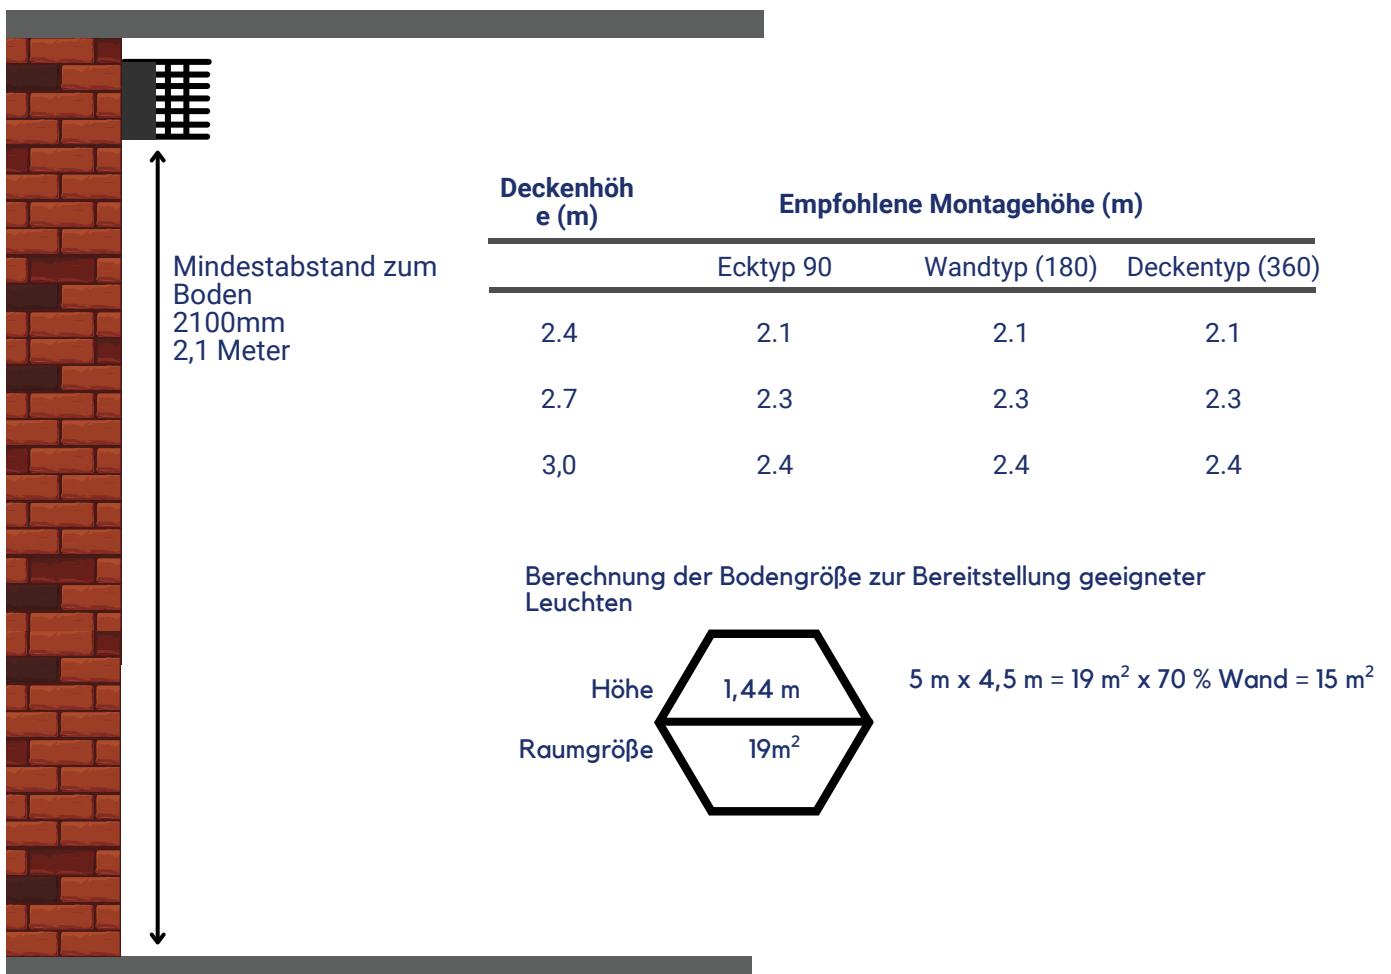 Deckenhöh
e (m)
Empfohlene Montagehöhe (m)
Ecktyp 90 Wandtyp (180) Deckentyp (360)
2.4 2.1 2.1 2.1
2.7 2.3 2.3 2.3
3,0 2.4 2.4 2.4
Mindestabstand zum
Boden
2100mm
2,1 Meter
Berechnung der Bodengröße zur Bereitstellung geeigneter
Leuchten
Höhe 1,44 m
Raumgröße 19m²
5 m x 4,5 m = 19 m² x 70 % Wand = 15 m²